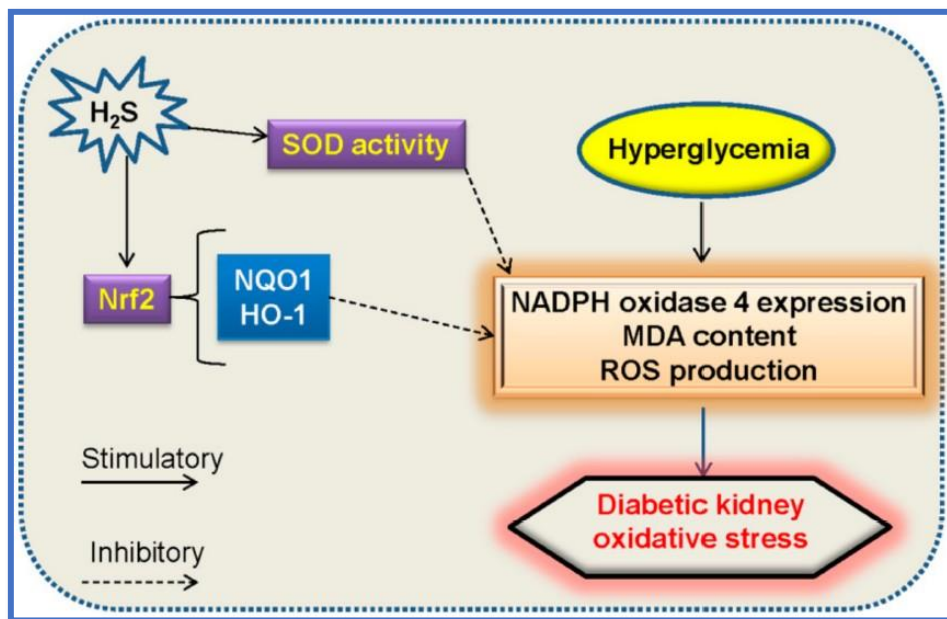 H₂S
SOD activity
Hyperglycemia
Nrf2
NQO1
HO-1
NADPH oxidase 4 expression
MDA content
ROS production
Stimulatory
Inhibitory
Diabetic kidney
oxidative stress